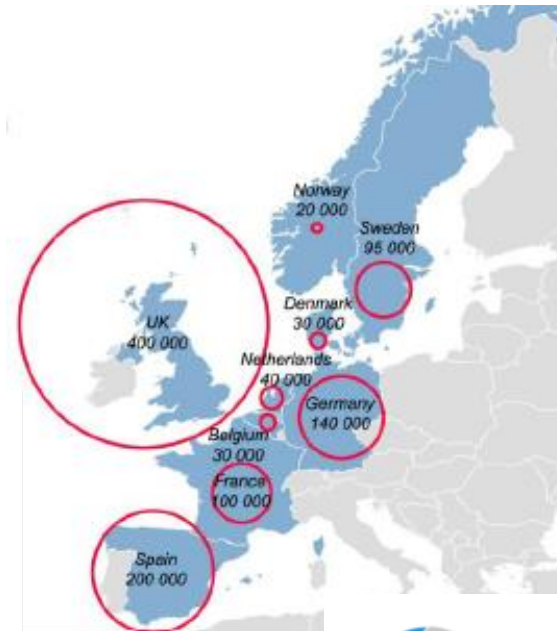 Norway
20 000
Sweden
95 000
Denmark
30 000
UK
400 000
Netherlands
40 000
Germany
140 000
Belgium
30 000
France
100 000
Spain
200 000